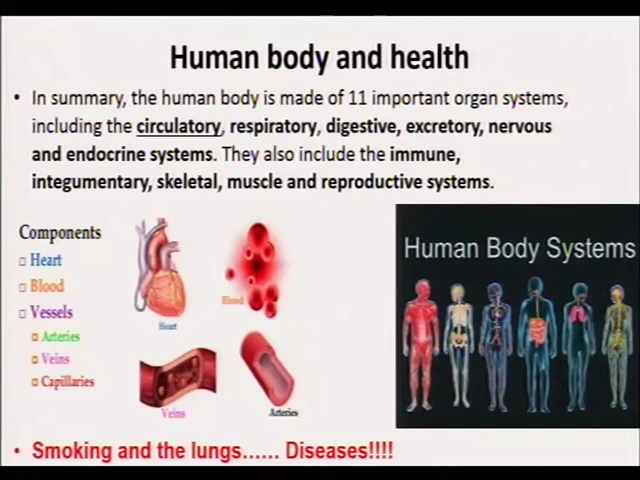 Human body and health
• In summary, the human body is made of 11 important organ systems,
including the circulatory, respiratory, digestive, excretory, nervous
and endocrine systems. They also include the immune,
integumentary, skeletal, muscle and reproductive systems.
Components
Heart
Blood
Vessels
Arteries
Veins
Capillaries
Heart
Blood
Veins
Arteries
Human Body Systems
• Smoking and the lungs...... Diseases!!!!